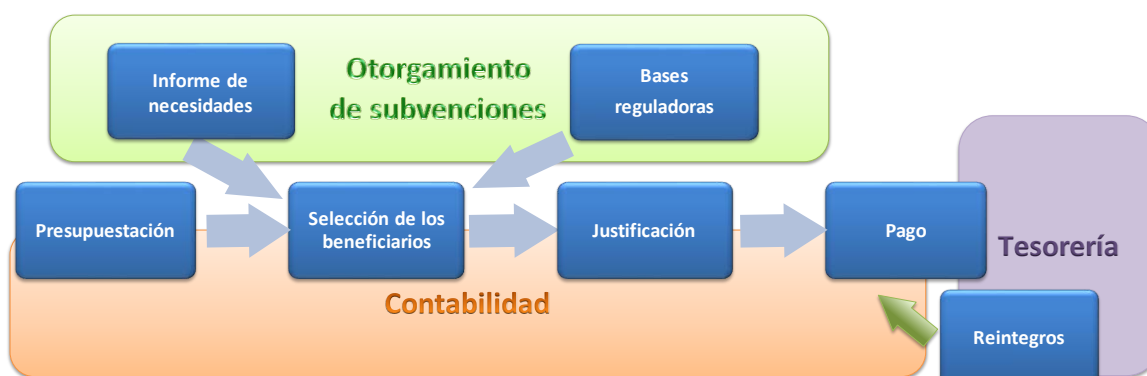 Informe de
necesidades
Otorgamiento
de subvenciones
Bases
reguladoras
Presupuestación
Selección de los
beneficiarios
Justificación
Pago
Tesorería
Contabilidad
Reintegros